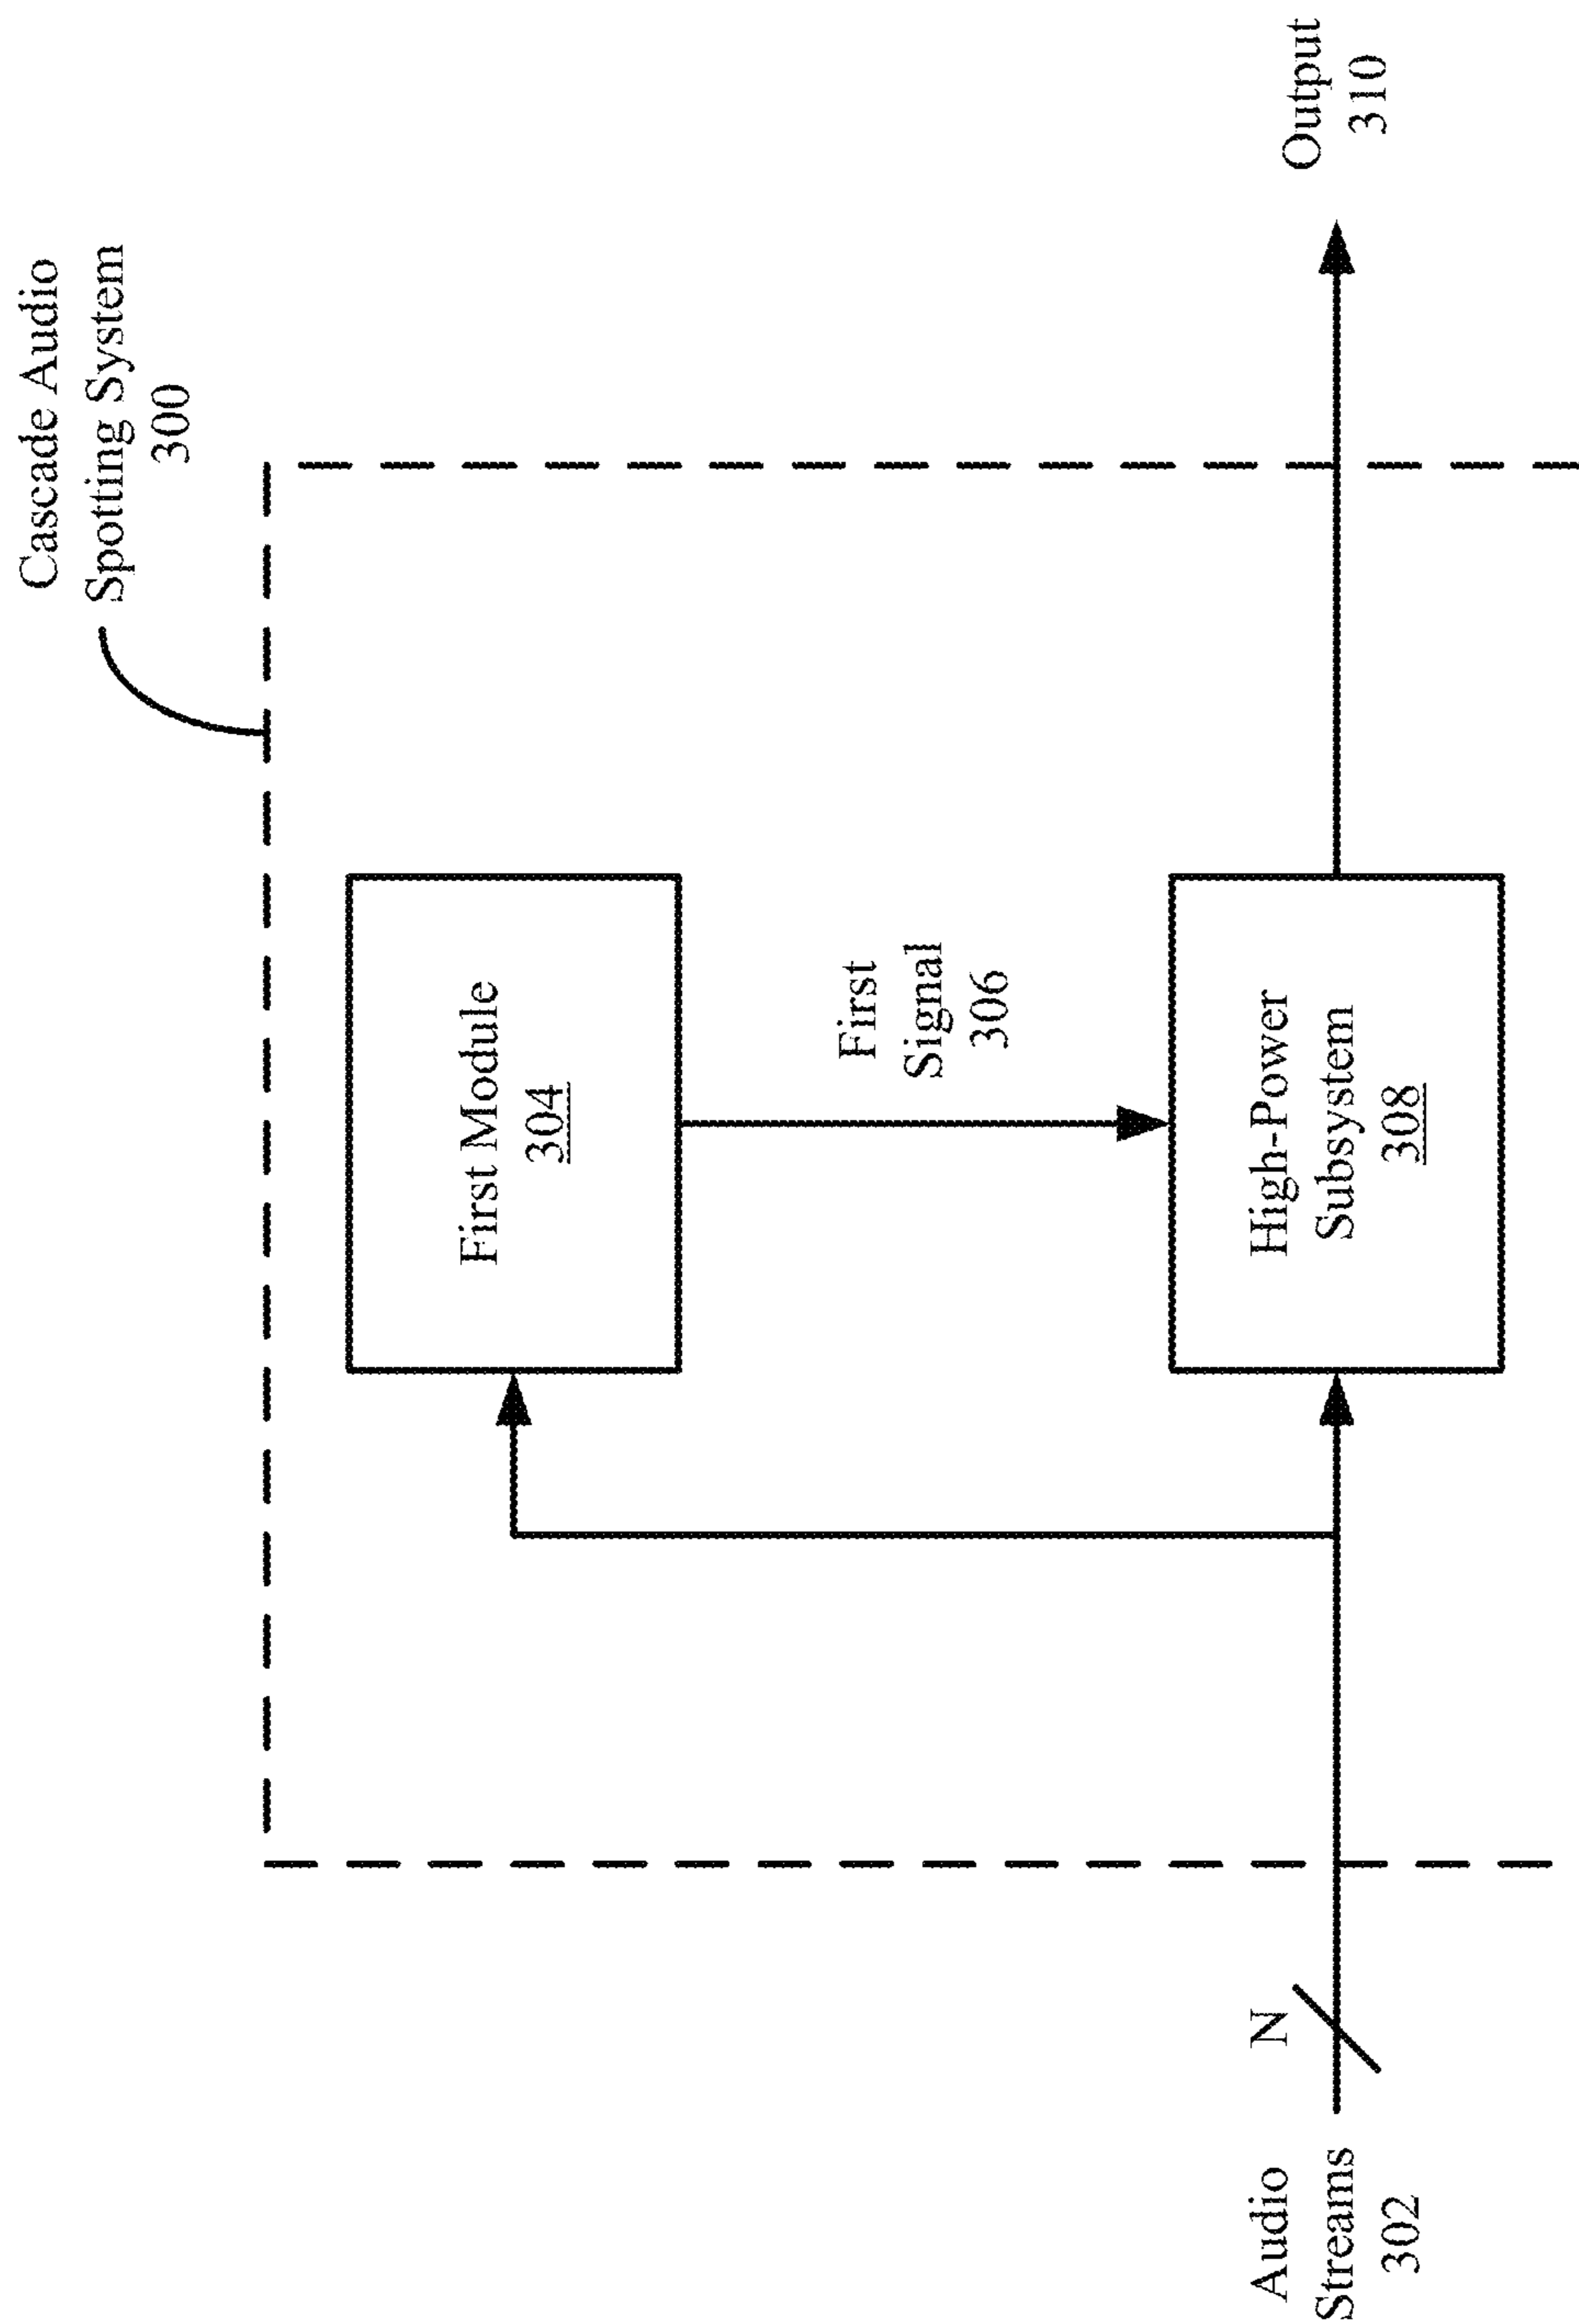 Cascade Audio
Spotting System
300
First Module
304
First
Signal
306
Audio
Streams
302
N
High-Power
Subsystem
308
Output
310